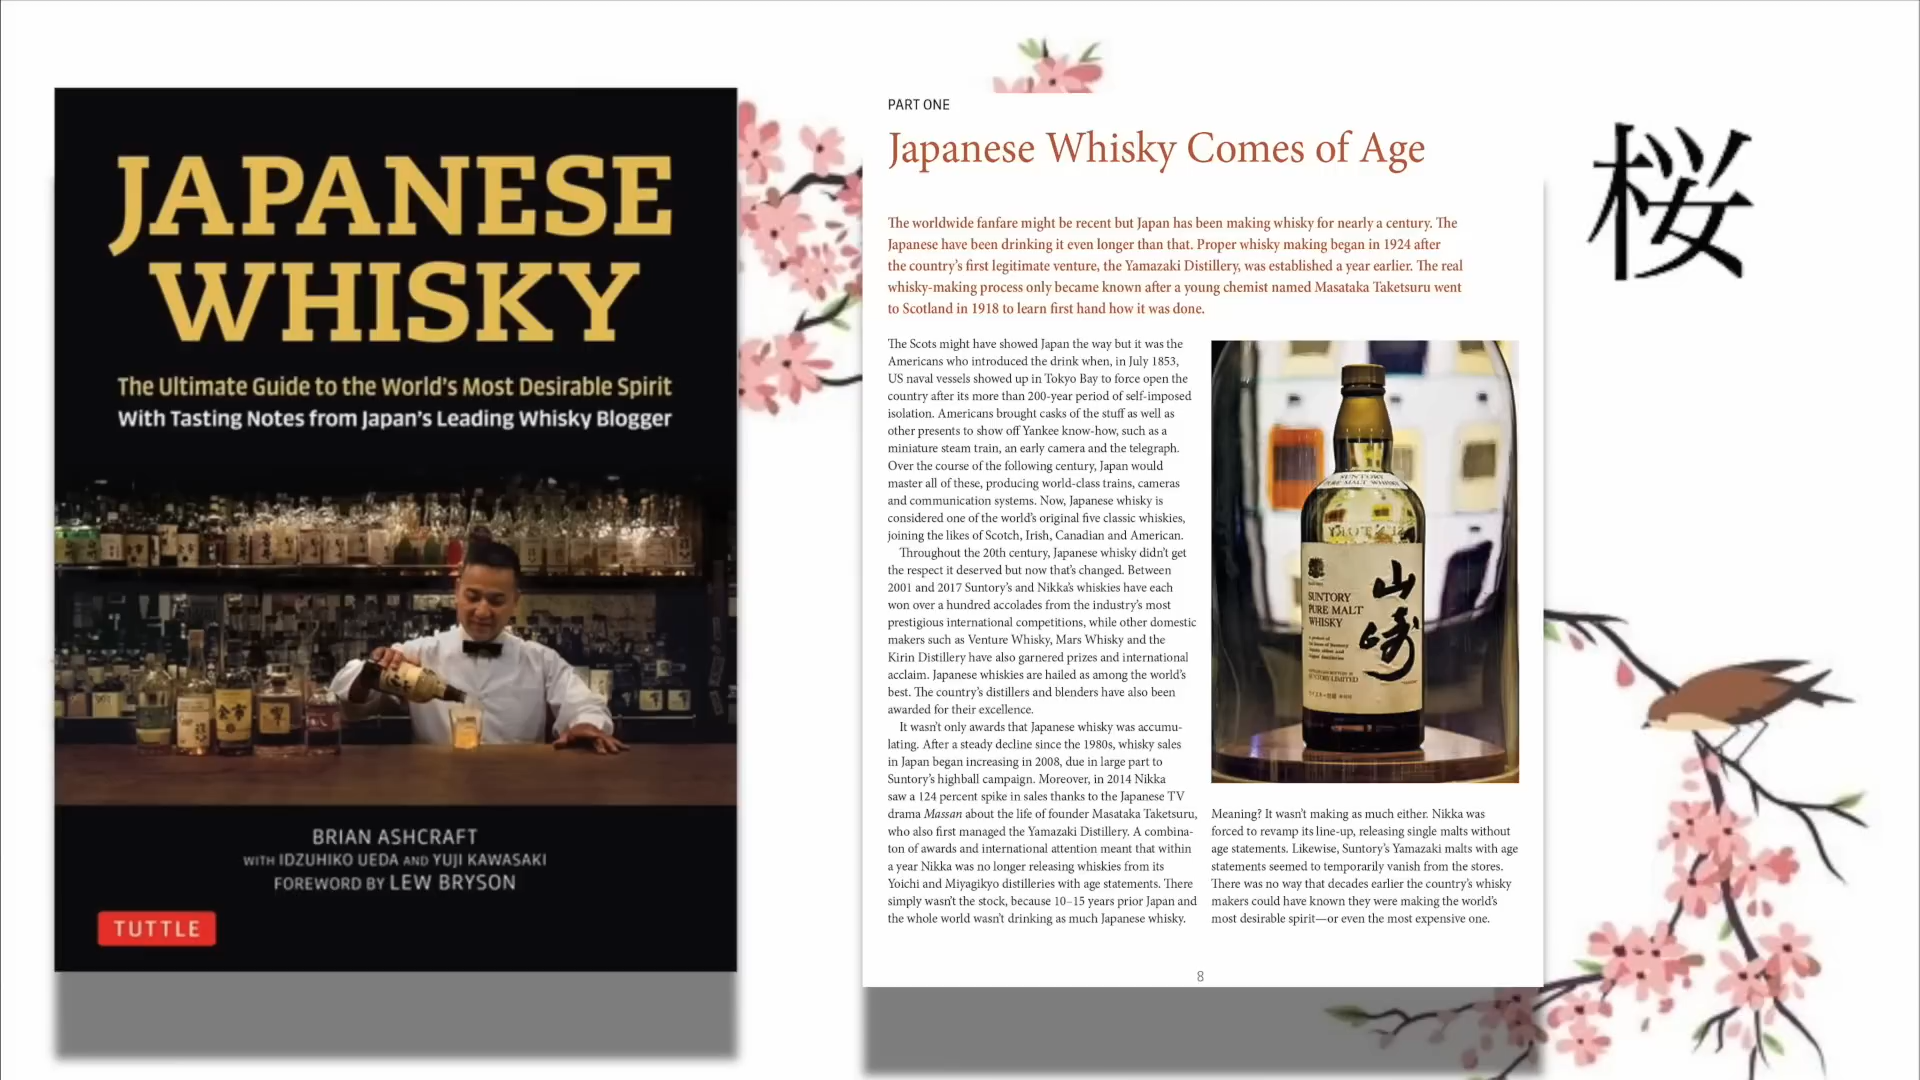 JAPANESE
WHISKY
The Ultimate Guide to the World's Most Desirable Spirit
With Tasting Notes from Japan's Leading Whisky Blogger
BRIAN ASHCRAFT
WITH IDZUHIKO UEDA AND YUJI KAWASAKI
FOREWORD BY LEW BRYSON
TUTTLE
PART ONE
Japanese Whisky Comes of Age
The worldwide fanfare might be recent but Japan has been making whisky for nearly a century. The
Japanese have been drinking it even longer than that. Proper whisky making began in 1924 after
the country's first legitimate venture, the Yamazaki Distillery, was established a year earlier. The real
whisky-making process only became known after a young chemist named Masataka Taketsuru went
to Scotland in 1918 to learn first hand how it was done.
The Scots might have showed Japan the way but it was the
Americans who introduced the drink when, in July 1853,
US naval vessels showed up in Tokyo Bay to force open the
country after its more than 200-year period of self-imposed
isolation. Americans brought casks of the stuff as well as
other presents to show off Yankee know-how, such as a
miniature steam train, an early camera and the telegraph.
Over the course of the following century, Japan would
master all of these, producing world-class trains, cameras
and communication systems. Now, Japanese whisky is
considered one of the world's original five classic whiskies,
joining the likes of Scotch, Irish, Canadian and American.
Throughout the 20th century, Japanese whisky didn't get
the respect it deserved but now that's changed. Between
2001 and 2017 Suntory's and Nikka's whiskies have each
won over a hundred accolades from the industry's most
prestigious international competitions, while other domestic
makers such as Venture Whisky, Mars Whisky and the
Kirin Distillery have also garnered prizes and international
acclaim. Japanese whiskies are hailed as among the world's
best. The country's distillers and blenders have also been
awarded for their excellence.
It wasn't only awards that Japanese whisky was accumu-
lating. After a steady decline since the 1980s, whisky sales
in Japan began increasing in 2008, due in large part to
Suntory's highball campaign. Moreover, in 2014 Nikka
saw a 124 percent spike in sales thanks to the Japanese TV
drama Massan about the life of founder Masataka Taketsuru,
who also first managed the Yamazaki Distillery. A combina-
ton of awards and international attention meant that within
a year Nikka was no longer releasing whiskies from its
Yoichi and Miyagikyo distilleries with age statements. There
simply wasn't the stock, because 10–15 years prior Japan and
the whole world wasn't drinking as much Japanese whisky.
SUNTORY
PURE MALT WHISKY
山崎
SUNTORY
PURE MALT
WHISKY
SUNTORY LIMITED
Meaning? It wasn't making as much either. Nikka was
forced to revamp its line-up, releasing single malts without
age statements. Likewise, Suntory's Yamazaki malts with age
statements seemed to temporarily vanish from the stores.
There was no way that decades earlier the country's whisky
makers could have known they were making the world's
most desirable spirit—or even the most expensive one.
8
桜